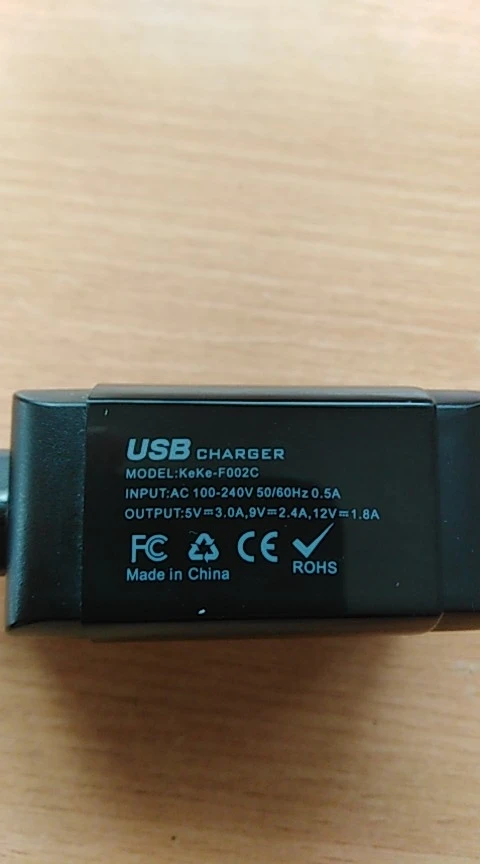 USB CHARGER
MODEL:KeKe-F002C
INPUT:AC 100-240V 50/60Hz 0.5A
OUTPUT:5V⎓3.0A,9V⎓2.4A,12V⎓1.8A
FC CE
ROHS
Made in China